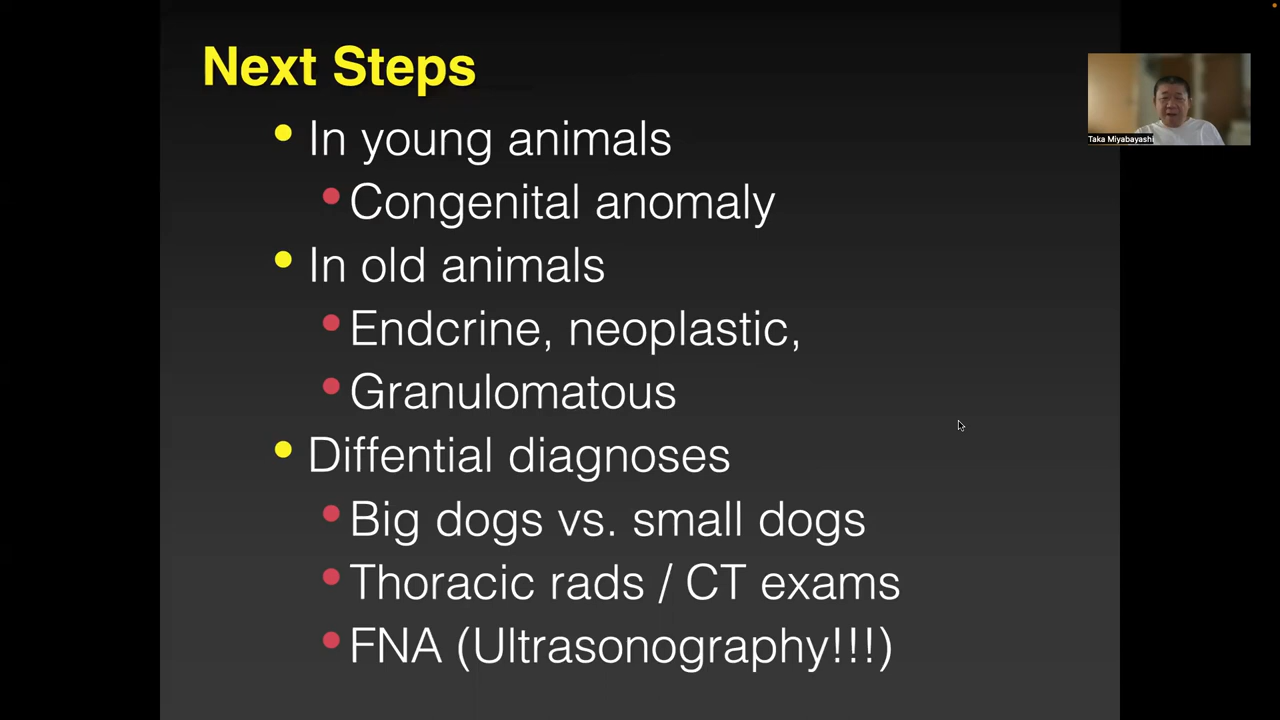 Next Steps
Taka Miyabayashi
• In young animals
• Congenital anomaly
• In old animals
• Endcrine, neoplastic,
• Granulomatous
• Diffential diagnoses
• Big dogs vs. small dogs
• Thoracic rads / CT exams
• FNA (Ultrasonography!!!)